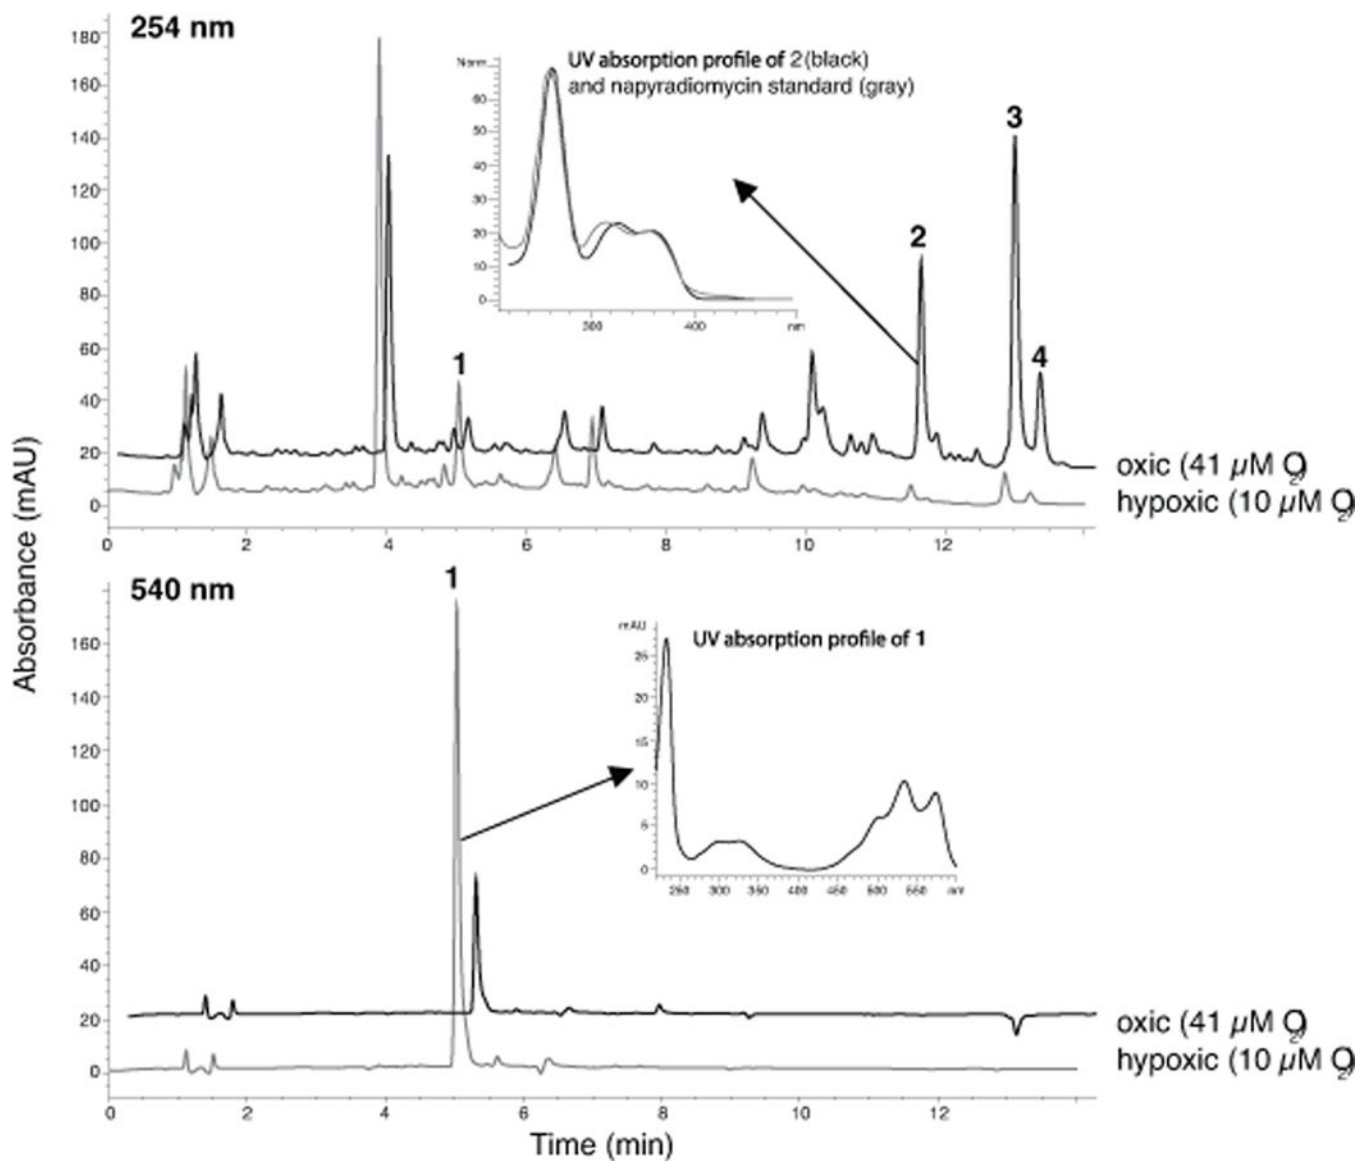 254 nm
UV absorption profile of 2 (black)
and napyradiomycin standard (gray)
Norm
60
50
40
30
20
10
0
300
400
nm
180
160
140
120
100
80
60
40
20
0
1
2
3
4
oxic (41 µM O2)
hypoxic (10 µM O2)
0 2 4 6 8 10 12
540 nm
1
UV absorption profile of 1
mAU
25
20
15
10
5
0
250 300 350 400 450 500 550 nm
160
140
120
100
80
60
40
20
0
oxic (41 µM O2)
hypoxic (10 µM O2)
0 2 4 6 8 10 12
Time (min)
Absorbance (mAU)